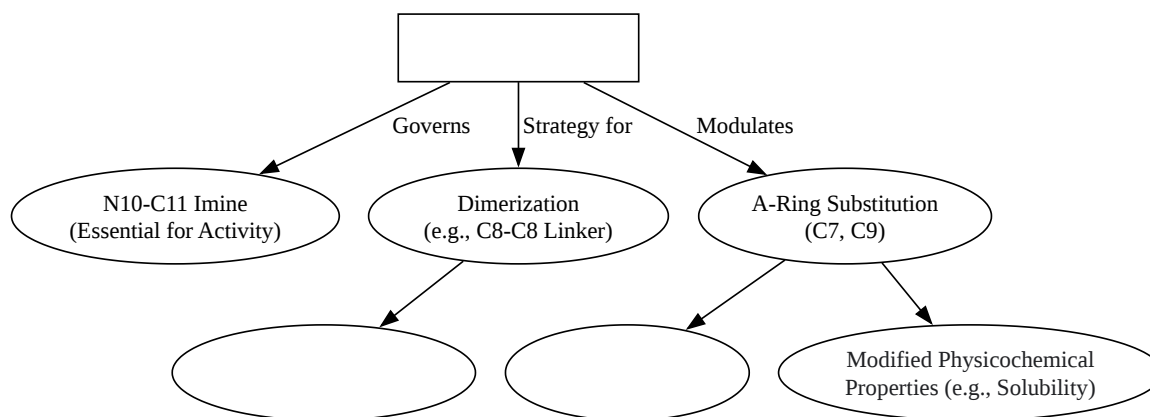 Governs
Strategy for
Modulates
N10-C11 Imine
(Essential for Activity)
Dimerization
(e.g., C8-C8 Linker)
A-Ring Substitution
(C7, C9)
Modified Physicochemical
Properties (e.g., Solubility)